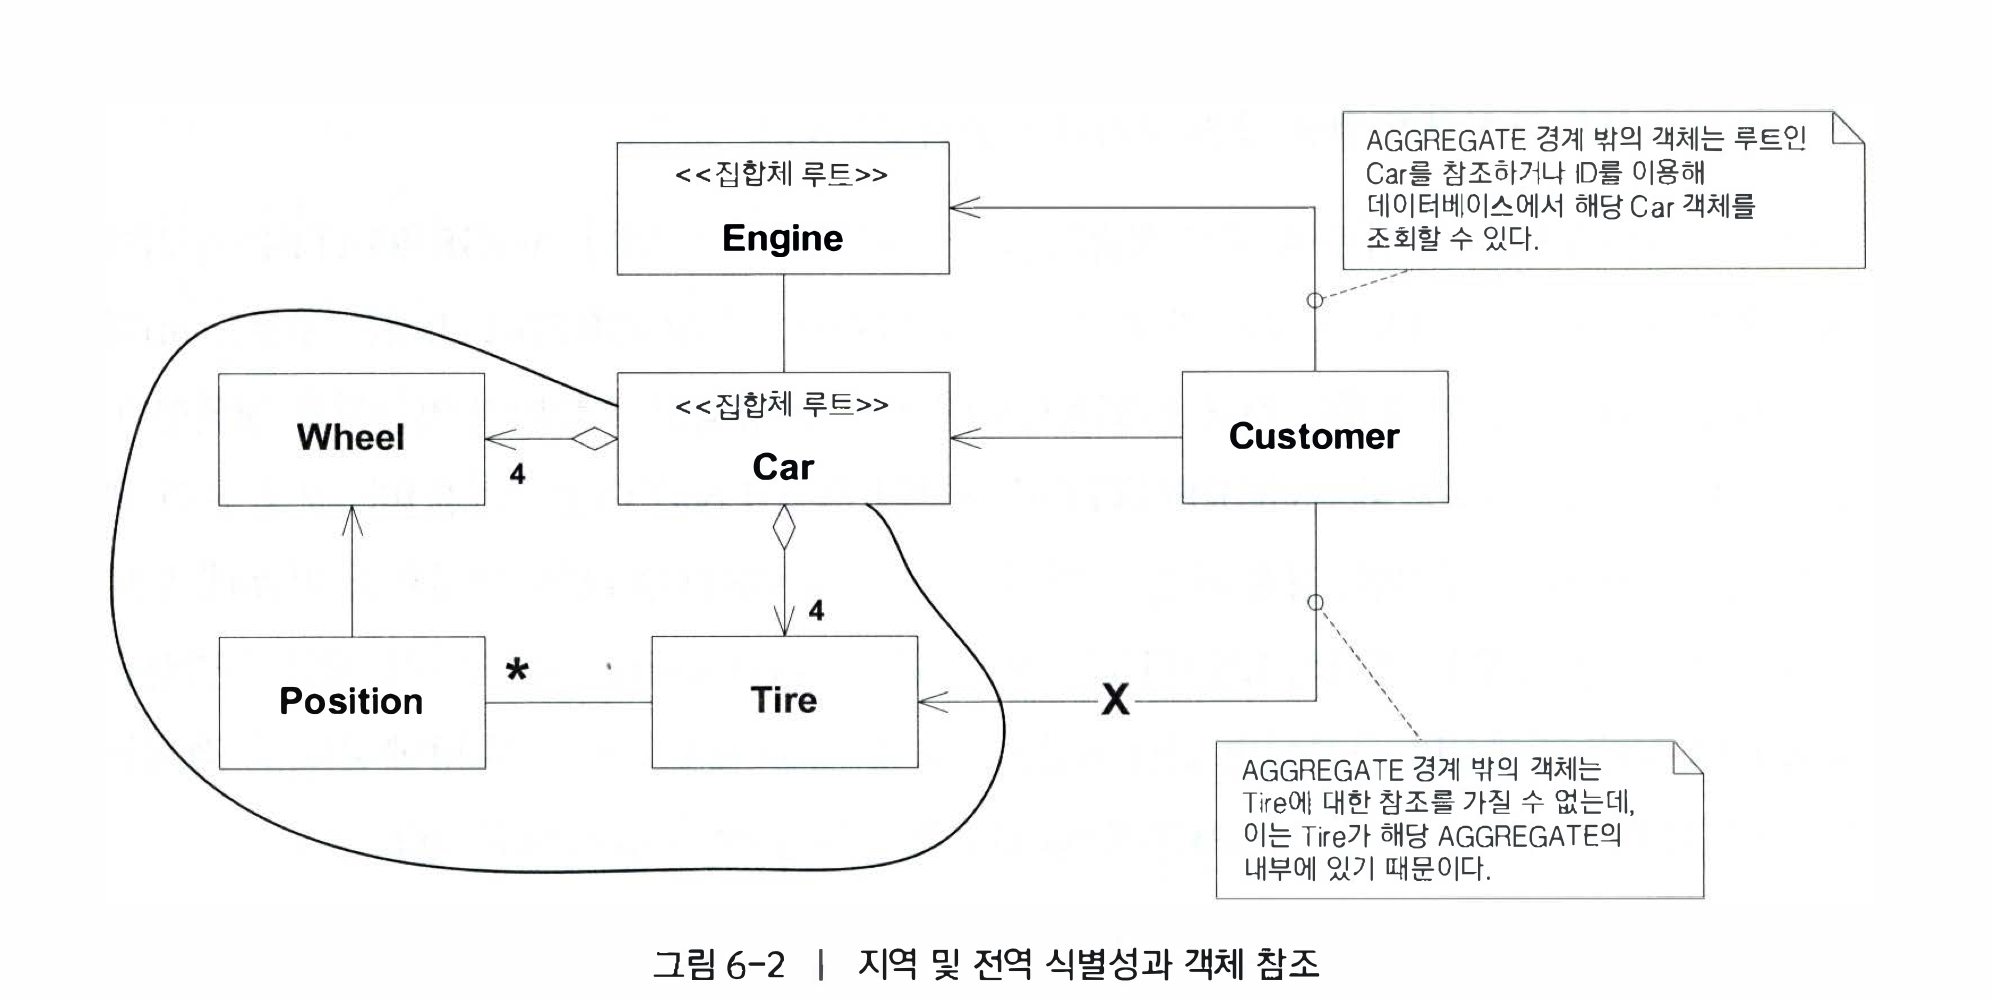 AGGREGATE 경계 밖의 객체는 루트인
Car를 참조하거나 ID를 이용해
데이터베이스에서 해당 Car 객체를
조회할 수 있다.
<<집합체 루트>>
Engine
<<집합체 루트>>
Car
Wheel
4
Customer
4
Position
*
Tire
X
AGGREGATE 경계 밖의 객체는
Tire에 대한 참조를 가질 수 없는데,
이는 Tire가 해당 AGGREGATE의
내부에 있기 때문이다.
그림 6-2 | 지역 및 전역 식별성과 객체 참조